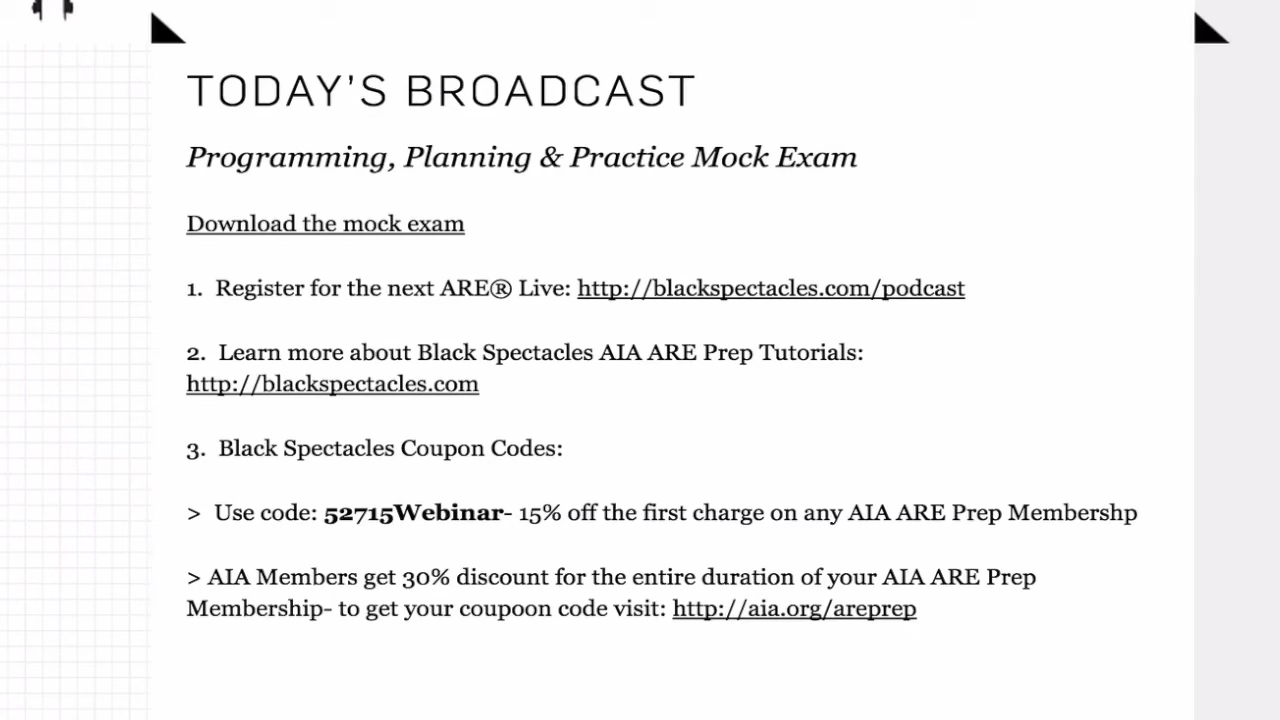 TODAY'S BROADCAST
Programming, Planning & Practice Mock Exam
Download the mock exam
1. Register for the next ARE® Live: http://blackspectacles.com/podcast
2. Learn more about Black Spectacles AIA ARE Prep Tutorials:
http://blackspectacles.com
3. Black Spectacles Coupon Codes:
> Use code: 52715Webinar- 15% off the first charge on any AIA ARE Prep Membershp
> AIA Members get 30% discount for the entire duration of your AIA ARE Prep
Membership- to get your coupoon code visit: http://aia.org/areprep